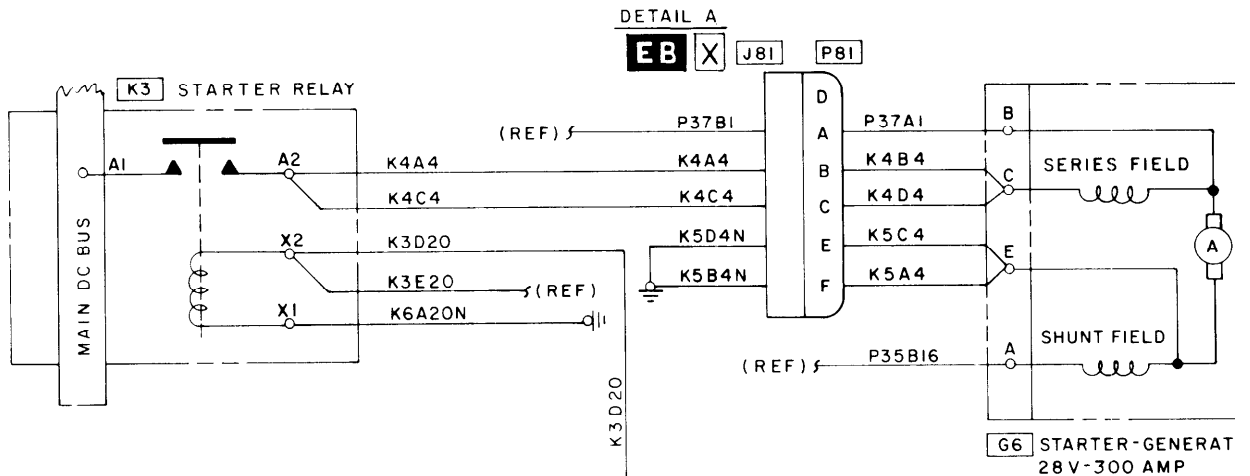 DETAIL A
EB X J81 P81
K3 STARTER RELAY
D
(REF) P37B1 A P37A1 B
A1 A2 K4A4 K4A4 B K4B4 C SERIES FIELD
K4C4 K4C4 C K4D4
MAIN DC BUS
X2 K3D20 K5D4N E K5C4 E A
K3E20 (REF) K5B4N F K5A4
X1 K6A20N
K3D20
(REF) P35B16 A SHUNT FIELD
G6 STARTER-GENERAT
28V-300 AMP